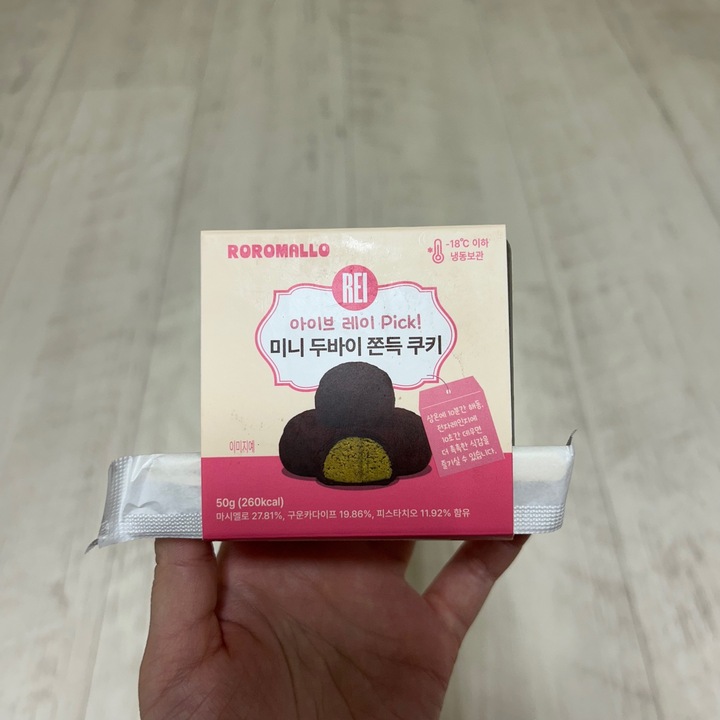 ROROMALLO
-18℃ 이하
냉동보관
REI
아이브 레이 Pick!
미니 두바이 쫀득 쿠키
상온에 10분간 해동,
전자레인지에
10초간 데우면
더 촉촉한 식감을
즐기실 수 있습니다.
이미지예
50g (260kcal)
마시멜로 27.81%, 구운카다이프 19.86%, 피스타치오 11.92% 함유